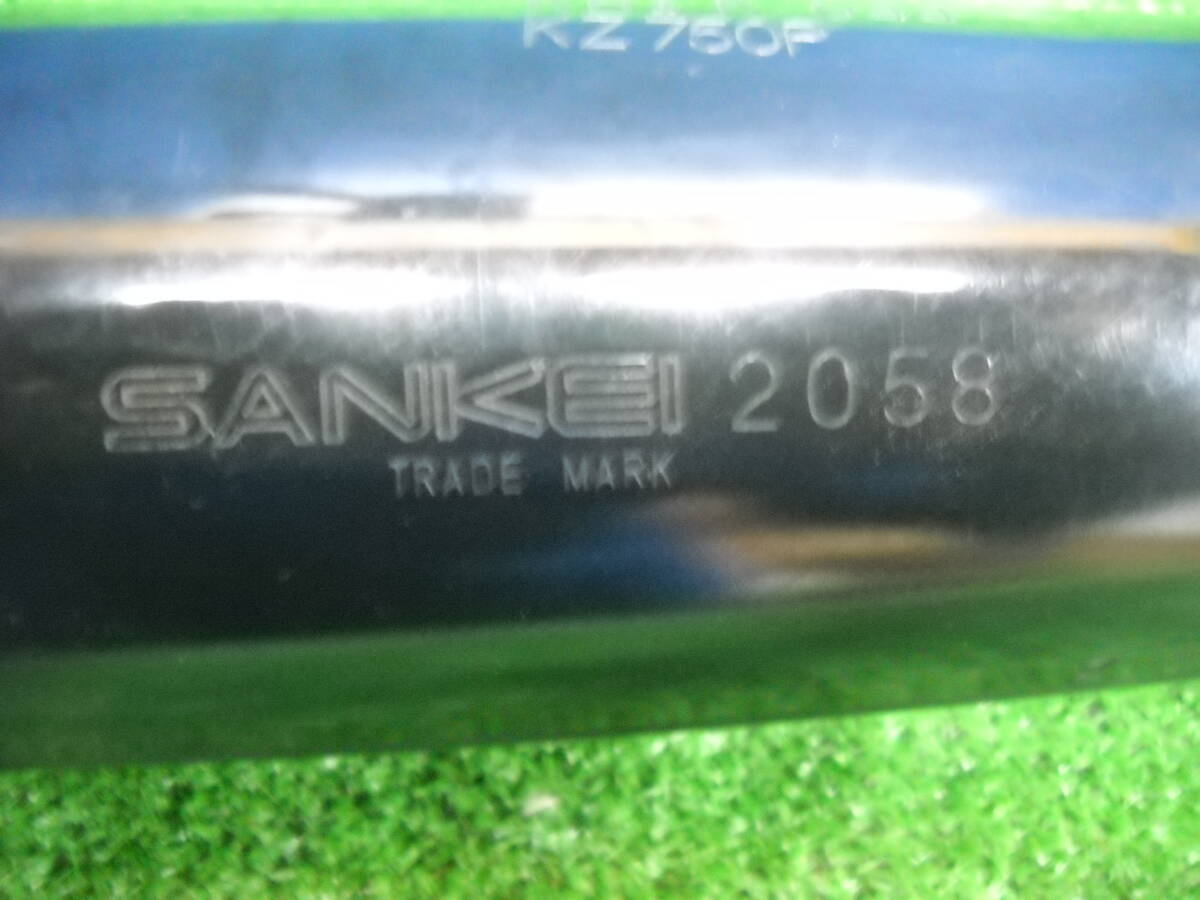 KZ750P
SANKEI 2058
TRADE MARK